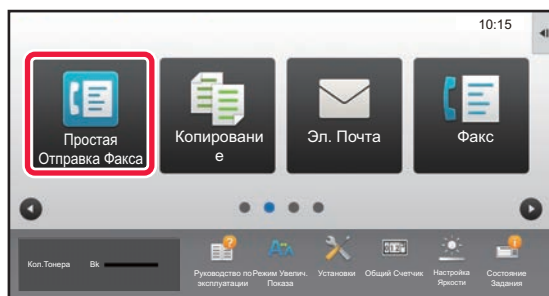 10:15
Простая
Отправка Факса
Копировани
е
Эл. Почта
Факс
Кол.Тонера Bk
Руководство по
эксплуатации
Режим Увелич.
Показа
Установки
Общий Счетчик
Настройка
Яркости
Состояние
Задания